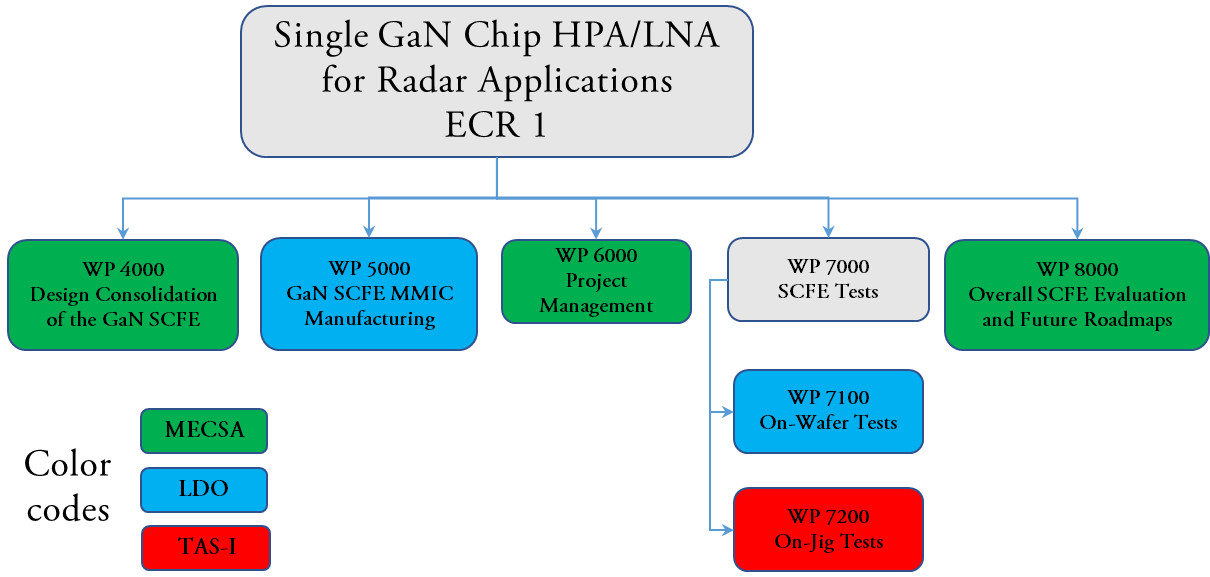 Single GaN Chip HPA/LNA
for Radar Applications
ECR 1
WP 4000
Design Consolidation
of the GaN SCFE
WP 5000
GaN SCFE MMIC
Manufacturing
WP 6000
Project
Management
WP 7000
SCFE Tests
WP 8000
Overall SCFE Evaluation
and Future Roadmaps
WP 7100
On-Wafer Tests
WP 7200
On-Jig Tests
Color
codes
MECSA
LDO
TAS-I